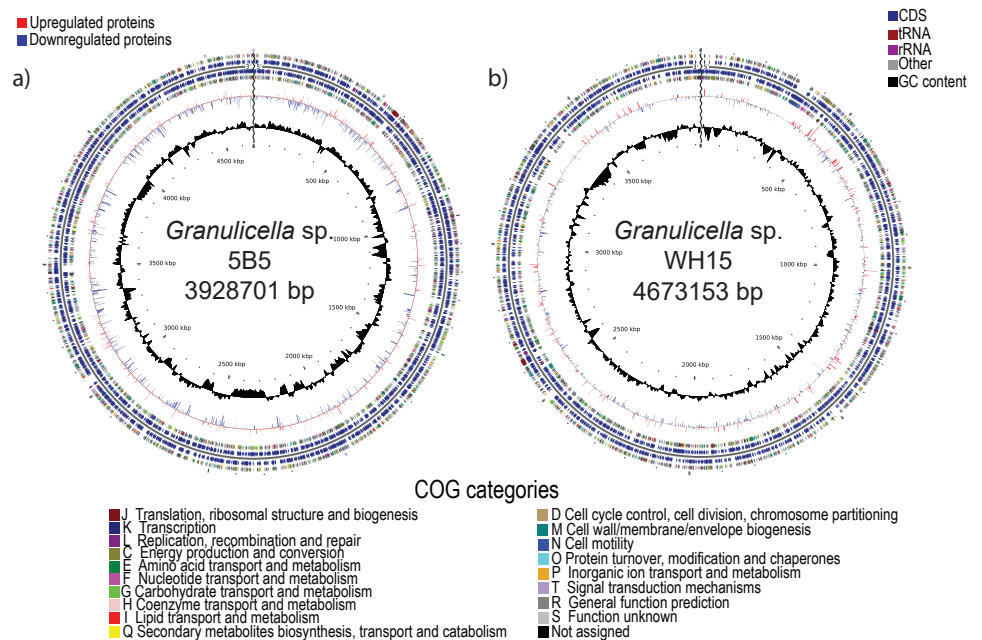 Upregulated proteins
Downregulated proteins
CDS
tRNA
rRNA
Other
GC content
a)
b)
4500 kbp
500 kbp
4000 kbp
1000 kbp
3500 kbp
1500 kbp
3000 kbp
2000 kbp
2500 kbp
Granulicella sp.
5B5
3928701 bp
3500 kbp
500 kbp
3000 kbp
1000 kbp
2500 kbp
1500 kbp
2000 kbp
Granulicella sp.
WH15
4673153 bp
COG categories
J Translation, ribosomal structure and biogenesis
K Transcription
L Replication, recombination and repair
C Energy production and conversion
E Amino acid transport and metabolism
F Nucleotide transport and metabolism
G Carbohydrate transport and metabolism
H Coenzyme transport and metabolism
I Lipid transport and metabolism
Q Secondary metabolites biosynthesis, transport and catabolism
D Cell cycle control, cell division, chromosome partitioning
M Cell wall/membrane/envelope biogenesis
N Cell motility
O Protein turnover, modification and chaperones
P Inorganic ion transport and metabolism
T Signal transduction mechanisms
R General function prediction
S Function unknown
Not assigned